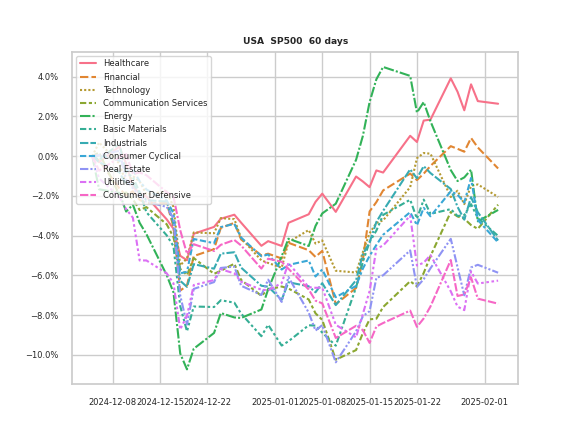 USA  SP500  60 days
Healthcare
Financial
Technology
Communication Services
Energy
Basic Materials
Industrials
Consumer Cyclical
Real Estate
Utilities
Consumer Defensive
4.0%
2.0%
0.0%
−2.0%
−4.0%
−6.0%
−8.0%
−10.0%
2024-12-08 2024-12-15 2024-12-22 2025-01-01 2025-01-08 2025-01-15 2025-01-22 2025-02-01